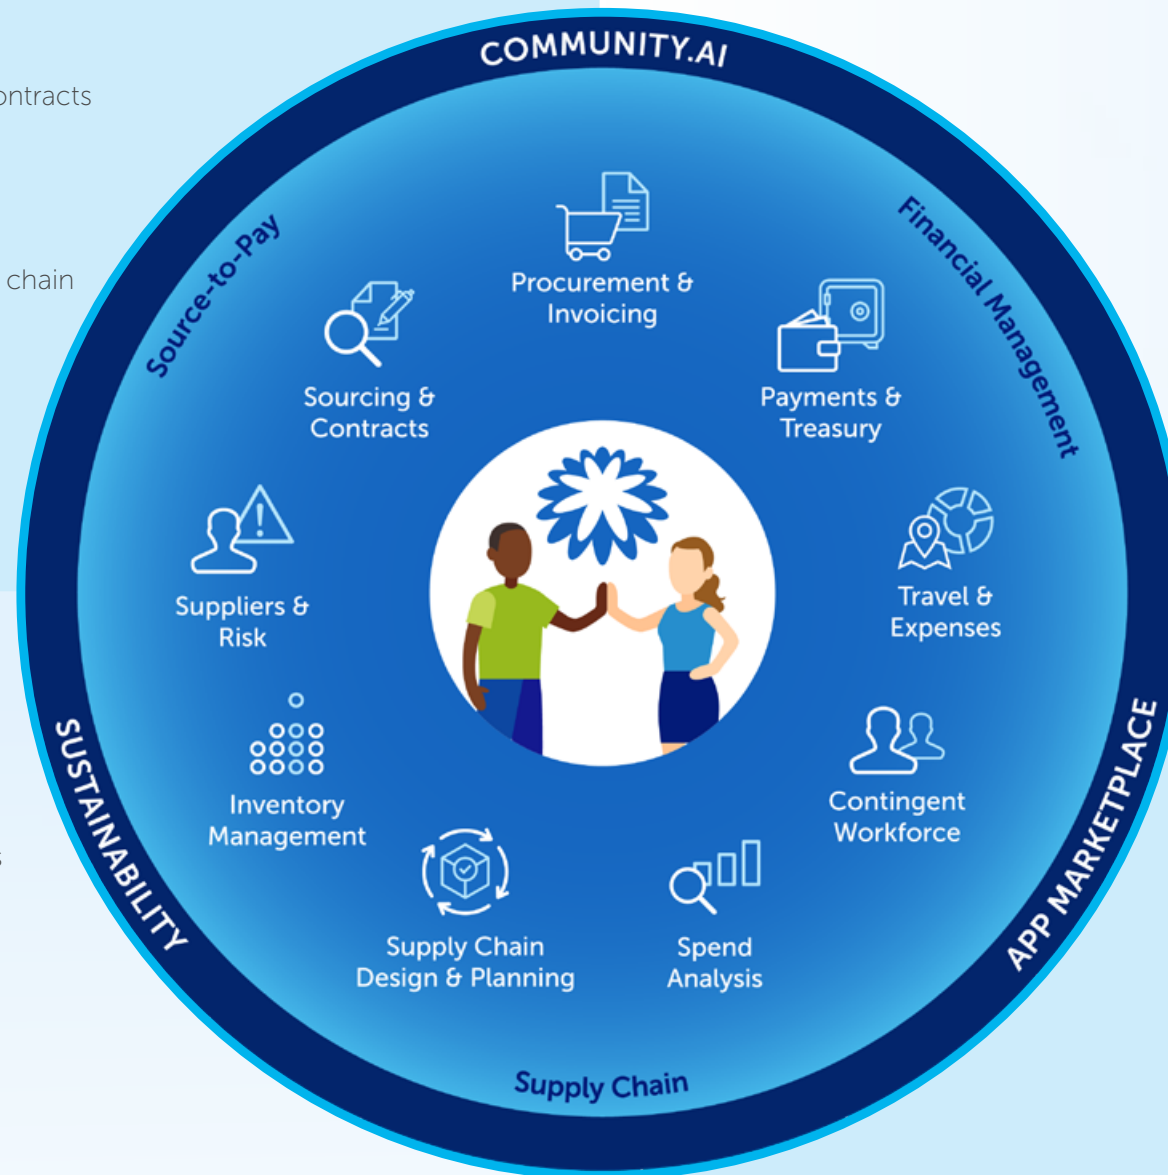 COMMUNITY.AI
ontracts
chain
s
Source-to-Pay
Financial Management
Procurement &
Invoicing
Sourcing &
Contracts
Payments &
Treasury
Suppliers &
Risk
Travel &
Expenses
Inventory
Management
Contingent
Workforce
Supply Chain
Design & Planning
Spend
Analysis
SUSTAINABILITY
APP MARKETPLACE
Supply Chain